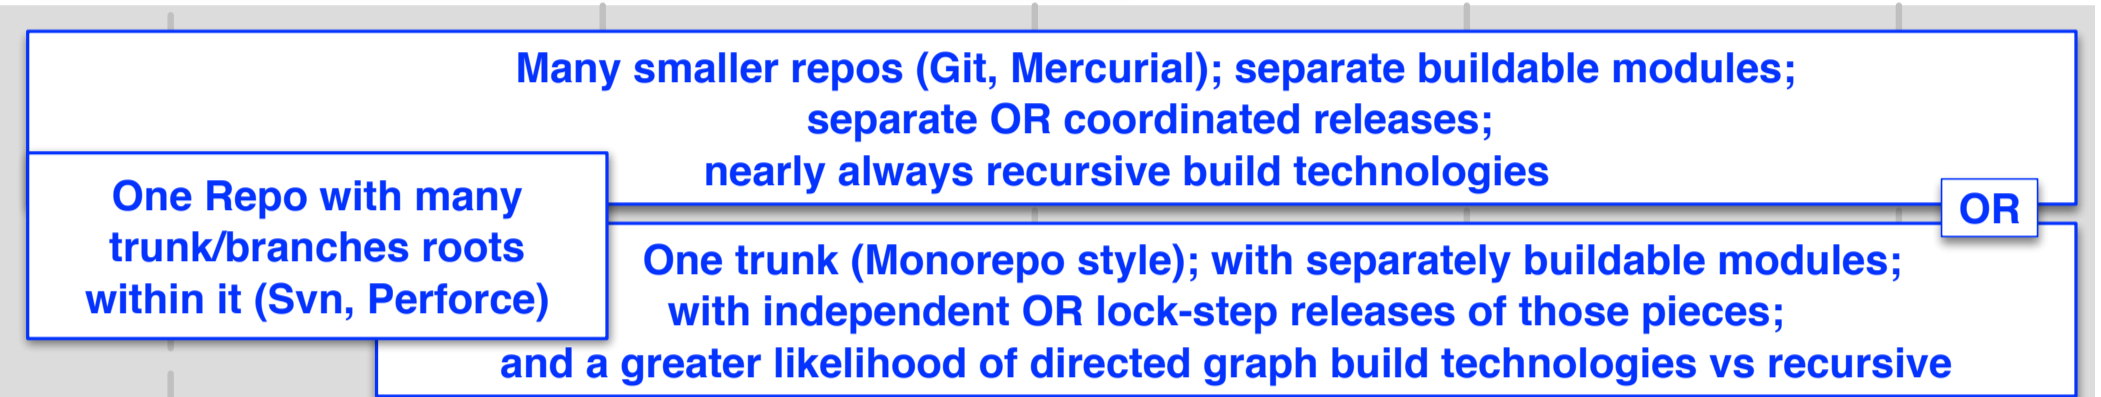 Many smaller repos (Git, Mercurial); separate buildable modules;
separate OR coordinated releases;
nearly always recursive build technologies
One Repo with many
trunk/branches roots
within it (Svn, Perforce)
OR
One trunk (Monorepo style); with separately buildable modules;
with independent OR lock-step releases of those pieces;
and a greater likelihood of directed graph build technologies vs recursive